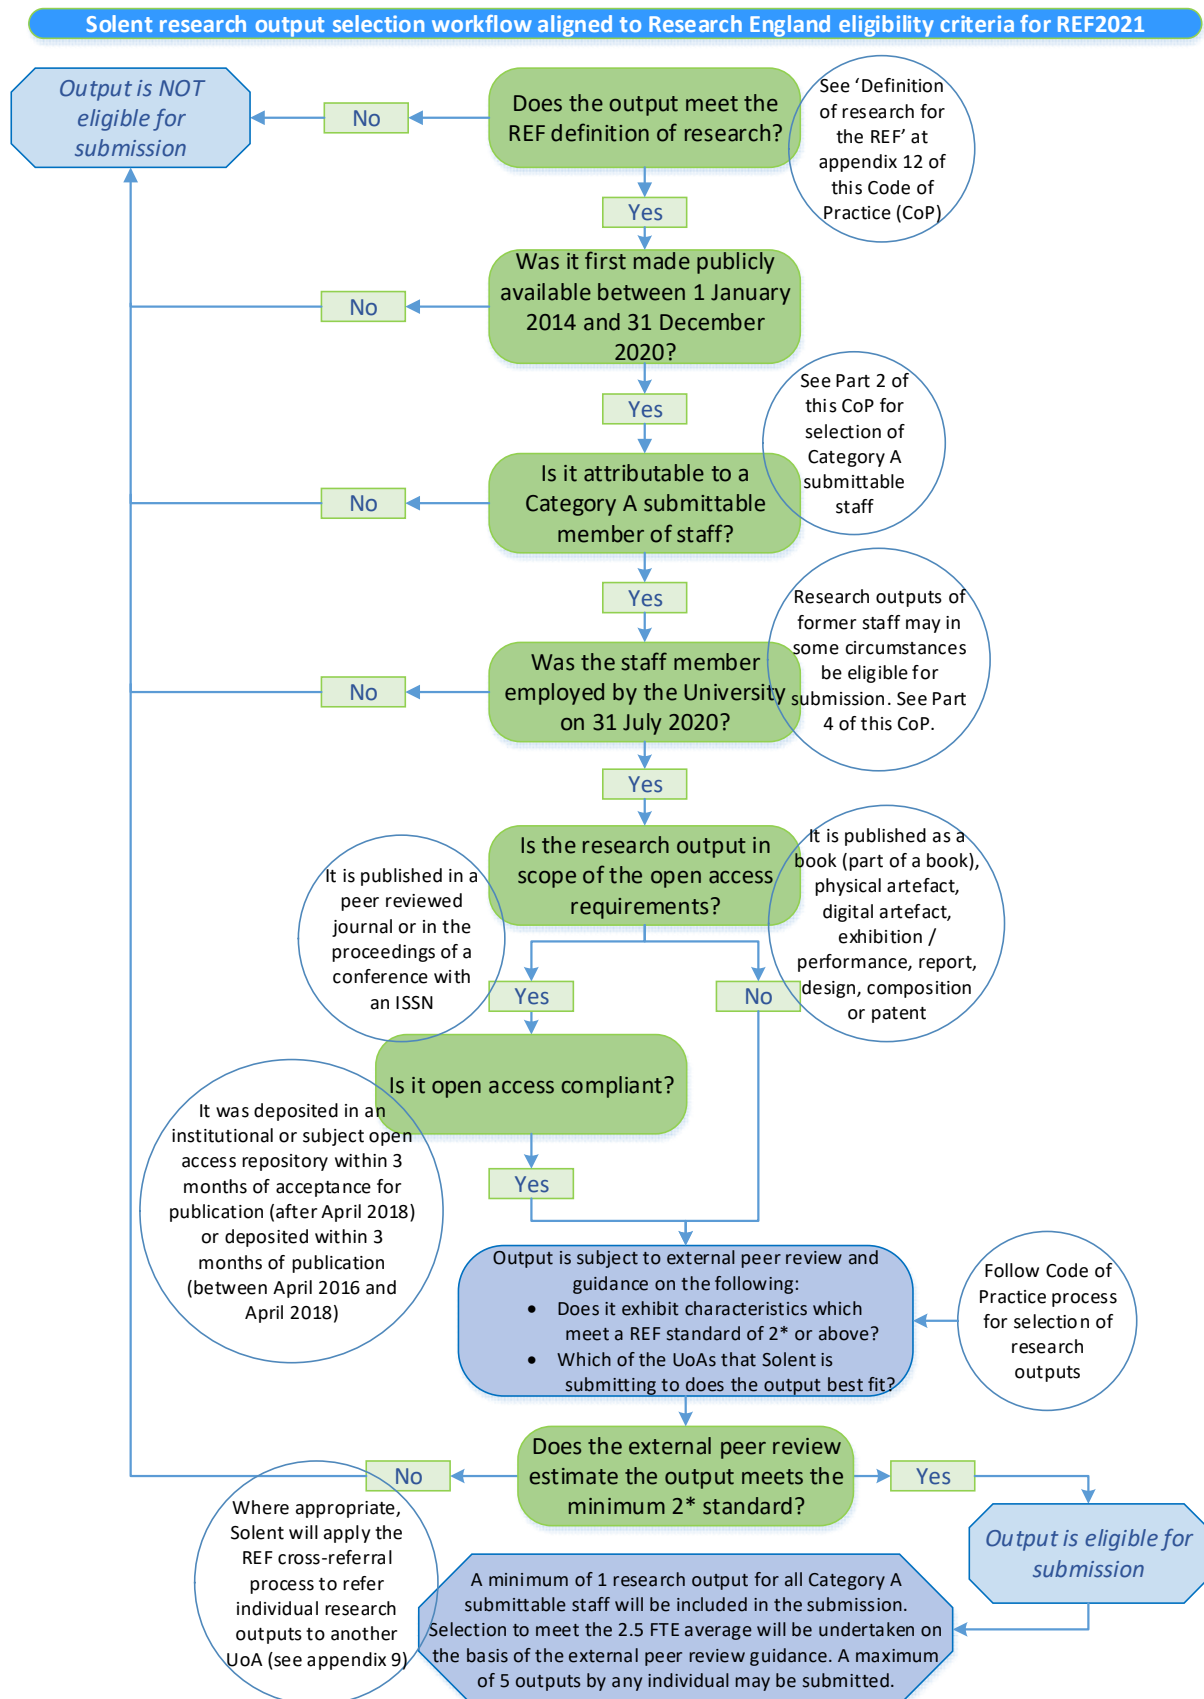 Solent research output selection workflow aligned to Research England eligibility criteria for REF2021
Output is NOT
eligible for
submission
No
Does the output meet the
REF definition of research?
See ‘Definition
of research for
the REF’ at
appendix 12 of
this Code of
Practice (CoP)
Yes
Was it first made publicly
available between 1 January
2014 and 31 December
2020?
No
Yes
See Part 2 of
this CoP for
selection of
Category A
submittable
staff
Is it attributable to a
Category A submittable
member of staff?
No
Yes
Research outputs of
former staff may in
some circumstances
be eligible for
submission. See Part
4 of this CoP.
Was the staff member
employed by the University
on 31 July 2020?
No
Yes
Is the research output in
scope of the open access
requirements?
It is published as a
book (part of a book),
physical artefact,
digital artefact,
exhibition /
performance, report,
design, composition
or patent
It is published in a
peer reviewed
journal or in the
proceedings of a
conference with
an ISSN
Yes
No
Is it open access compliant?
It was deposited in an
institutional or subject open
access repository within 3
months of acceptance for
publication (after April 2018)
or deposited within 3
months of publication
(between April 2016 and
April 2018)
Yes
Output is subject to external peer review and
guidance on the following:
• Does it exhibit characteristics which
meet a REF standard of 2* or above?
• Which of the UoAs that Solent is
submitting to does the output best fit?
Follow Code of
Practice process
for selection of
research
outputs
Does the external peer review
estimate the output meets the
minimum 2* standard?
No
Yes
Where appropriate,
Solent will apply the
REF cross-referral
process to refer
individual research
outputs to another
UoA (see appendix 9)
Output is eligible for
submission
A minimum of 1 research output for all Category A
submittable staff will be included in the submission.
Selection to meet the 2.5 FTE average will be undertaken on
the basis of the external peer review guidance. A maximum
of 5 outputs by any individual may be submitted.